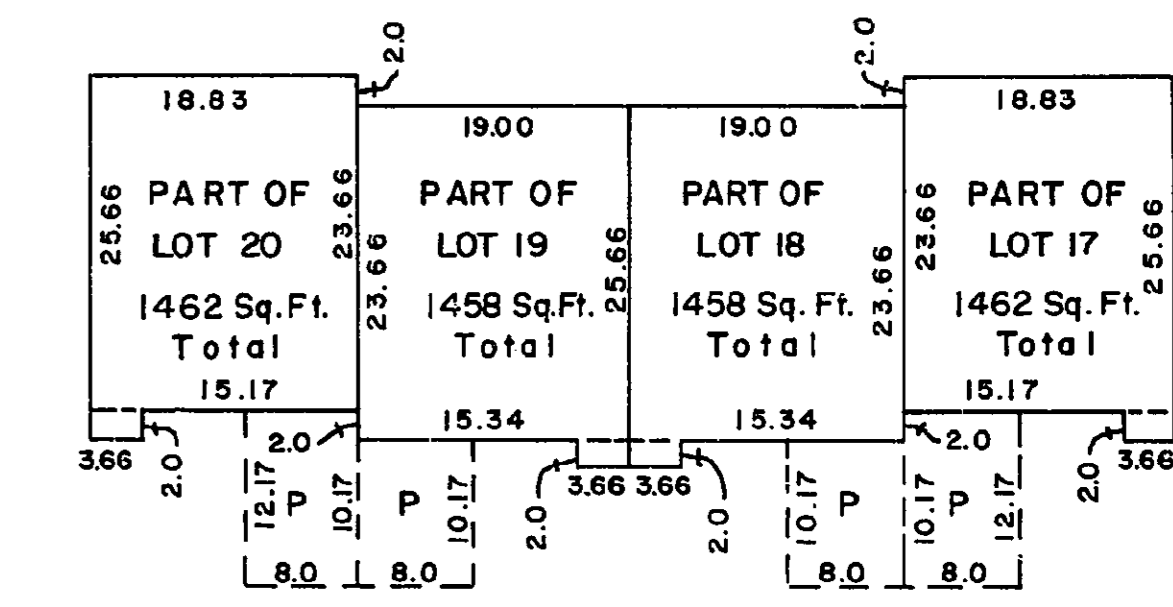 2.0
2.0
18.83
19.00
19.00
18.83
25.66
PART OF
LOT 20
1462 Sq. Ft.
Total
23.66
23.66
PART OF
LOT 19
1458 Sq. Ft.
Total
25.66
PART OF
LOT 18
1458 Sq. Ft.
Total
23.66
23.66
PART OF
LOT 17
1462 Sq. Ft.
Total
25.66
15.17
15.34
15.34
15.17
3.66
2.0
2.0
3.66
3.66
2.0
2.0
2.0
2.0
3.66
12.17
P
10.17
P
10.17
10.17
P
10.17
P
12.17
8.0
8.0
8.0
8.0